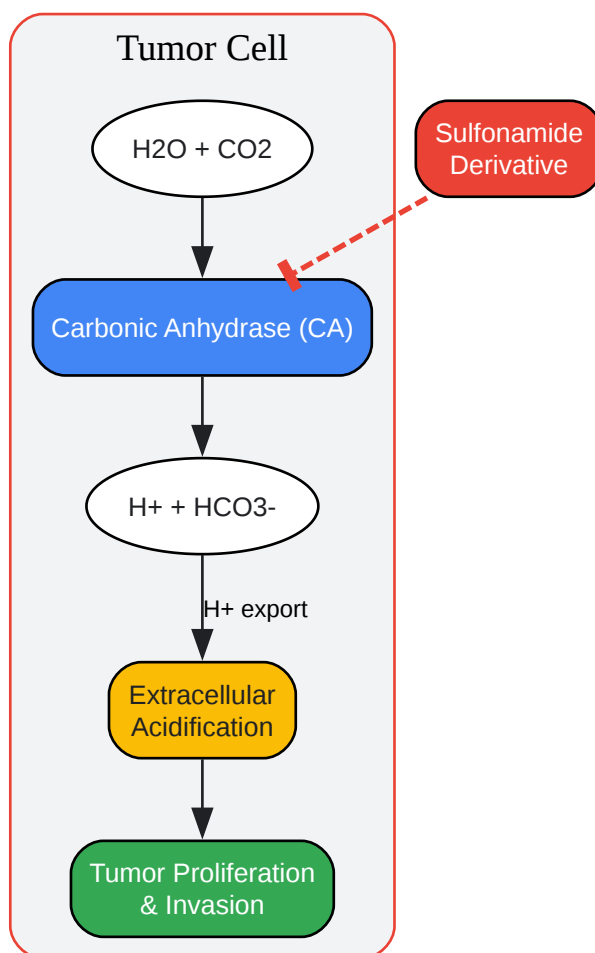 Tumor Cell
H2O + CO2
Sulfonamide
Derivative
Carbonic Anhydrase (CA)
H+ + HCO3-
H+ export
Extracellular
Acidification
Tumor Proliferation
& Invasion